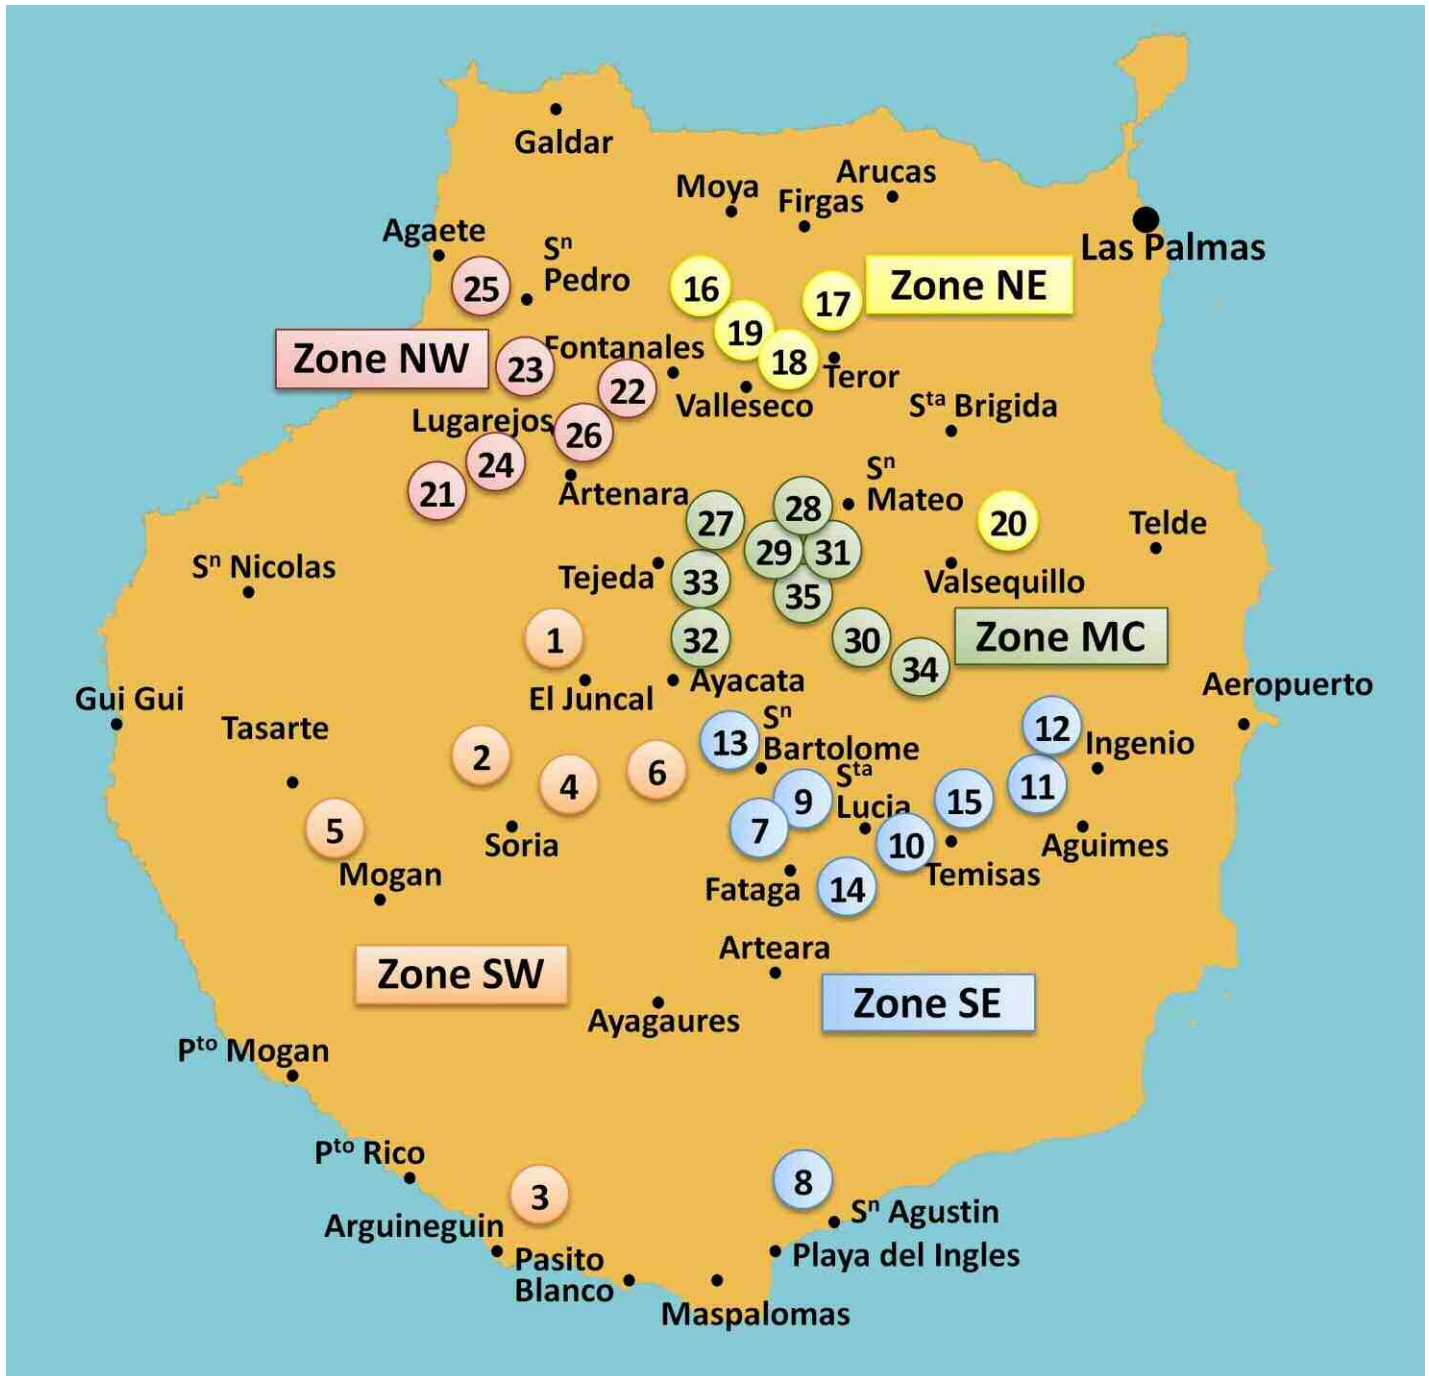 Galdar
Arucas
Moya
Firgas
Agaete
Sn
Pedro
Las Palmas
25
16
17
Zone NE
19
Zone NW
23
Fontanales
18
22
Teror
Valleseco
Sta Brigida
Lugarejos
26
24
21
Artenara
Sn
Mateo
27
28
20
Telde
29
31
Sn Nicolas
Tejeda
33
35
Valsequillo
1
32
30
34
Zone MC
El Juncal
Ayacata
Aeropuerto
Gui Gui
Tasarte
13
Sn
Bartolome
12
Ingenio
2
4
6
Sta
Lucia
9
15
11
5
7
10
Soria
Aguimes
Mogan
Fataga
14
Temisas
Arteara
Zone SW
Zone SE
Ayagaures
Pto Mogan
Pto Rico
3
8
Arguineguin
Sn Agustin
Pasito
Blanco
Playa del Ingles
Maspalomas